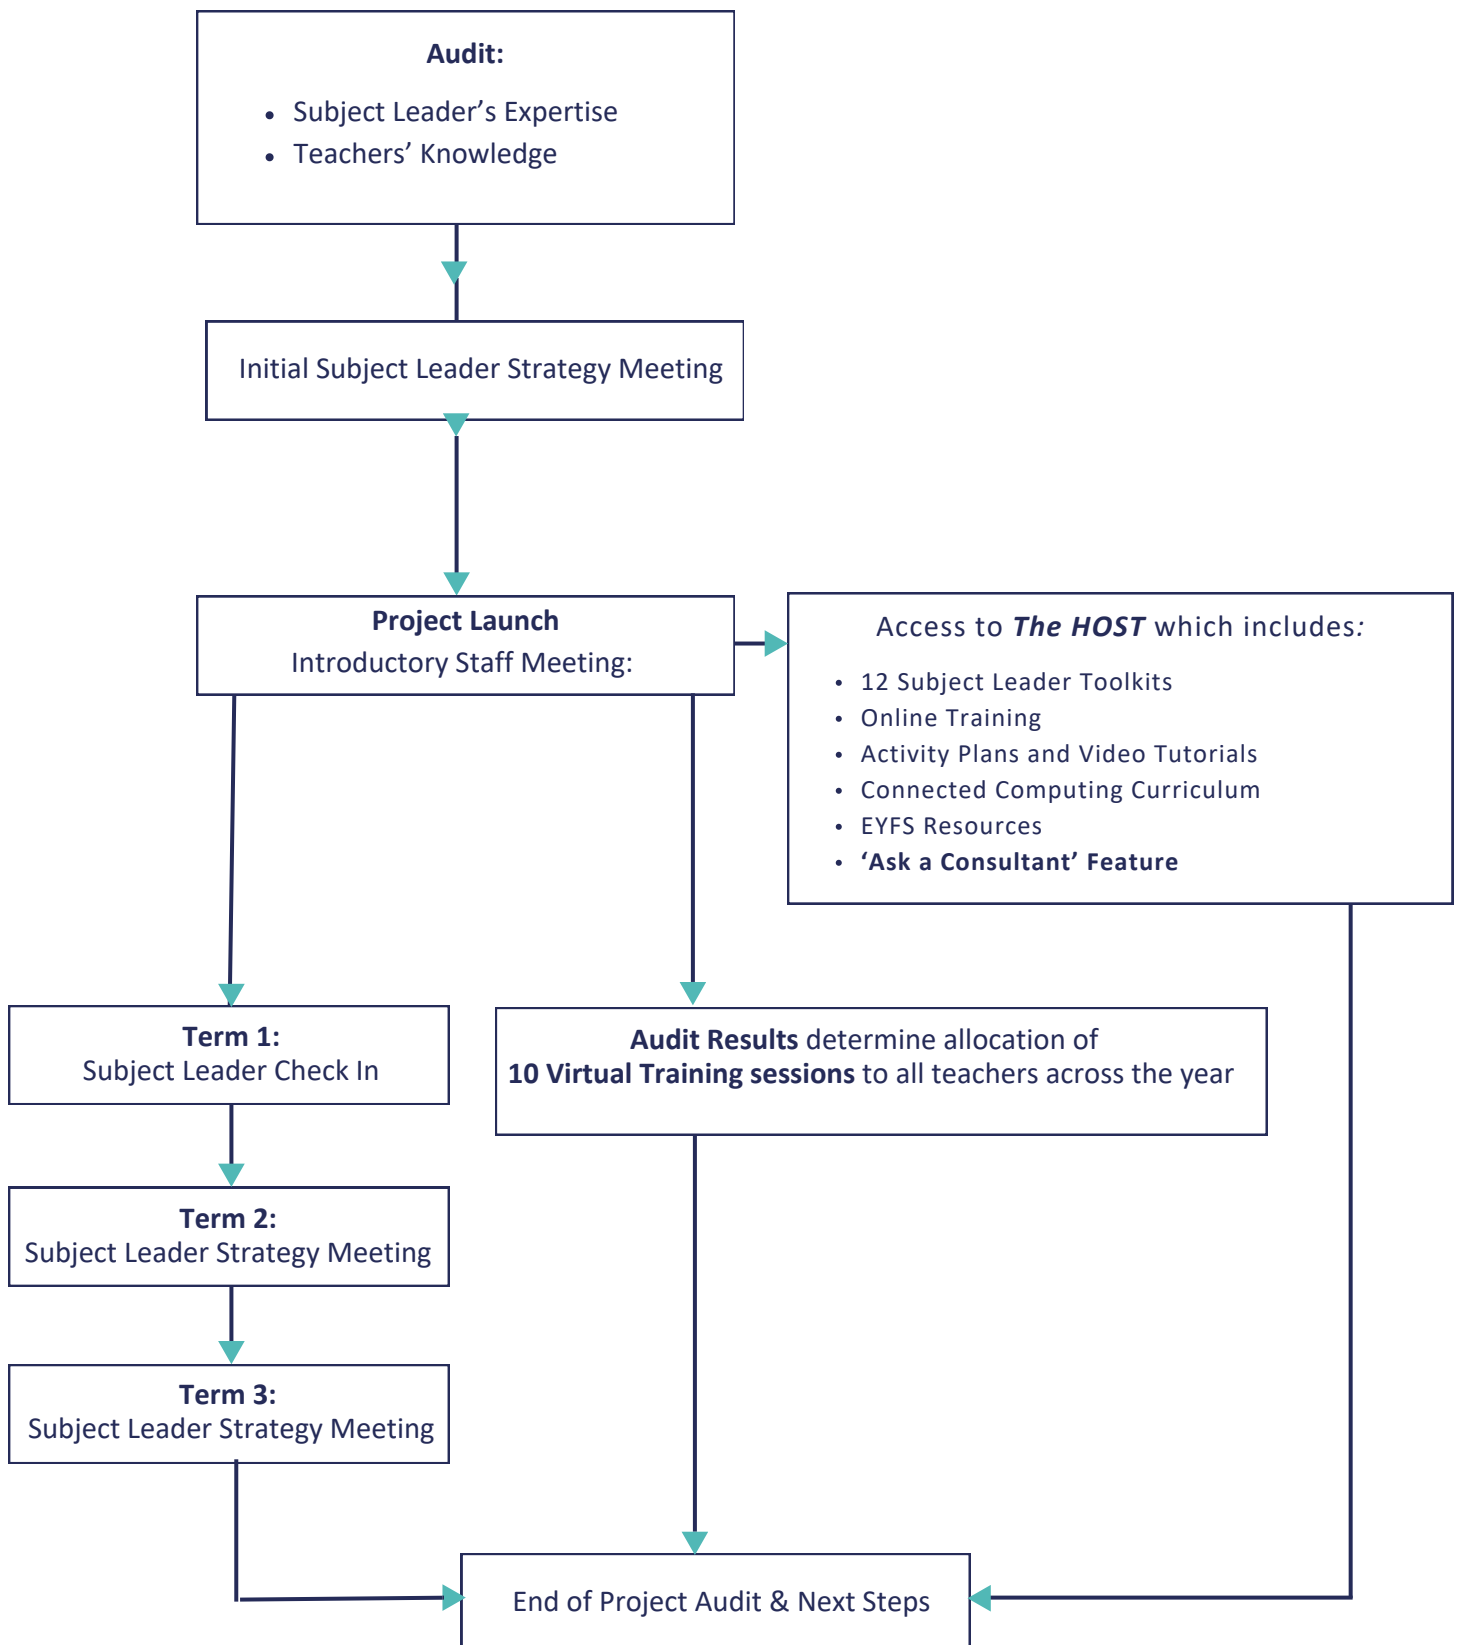 Audit:
• Subject Leader’s Expertise
• Teachers’ Knowledge
Initial Subject Leader Strategy Meeting
Project Launch
Introductory Staff Meeting:
Access to The HOST which includes:
• 12 Subject Leader Toolkits
• Online Training
• Activity Plans and Video Tutorials
• Connected Computing Curriculum
• EYFS Resources
• ‘Ask a Consultant’ Feature
Term 1:
Subject Leader Check In
Audit Results determine allocation of
10 Virtual Training sessions to all teachers across the year
Term 2:
Subject Leader Strategy Meeting
Term 3:
Subject Leader Strategy Meeting
End of Project Audit & Next Steps